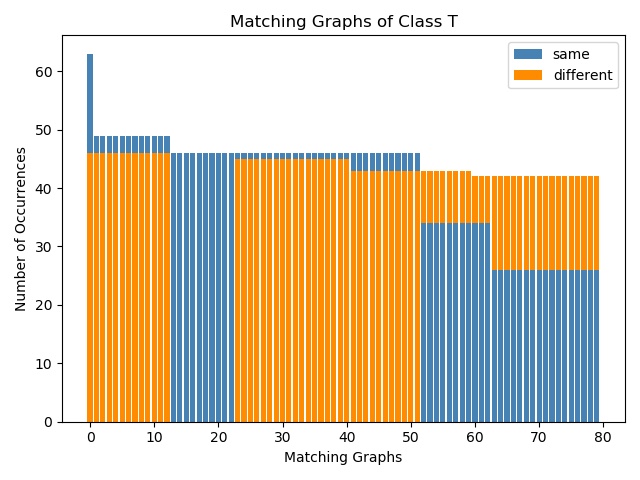 Matching Graphs of Class T
same
different
Number of Occurrences
60
50
40
30
20
10
0
0 10 20 30 40 50 60 70 80
Matching Graphs